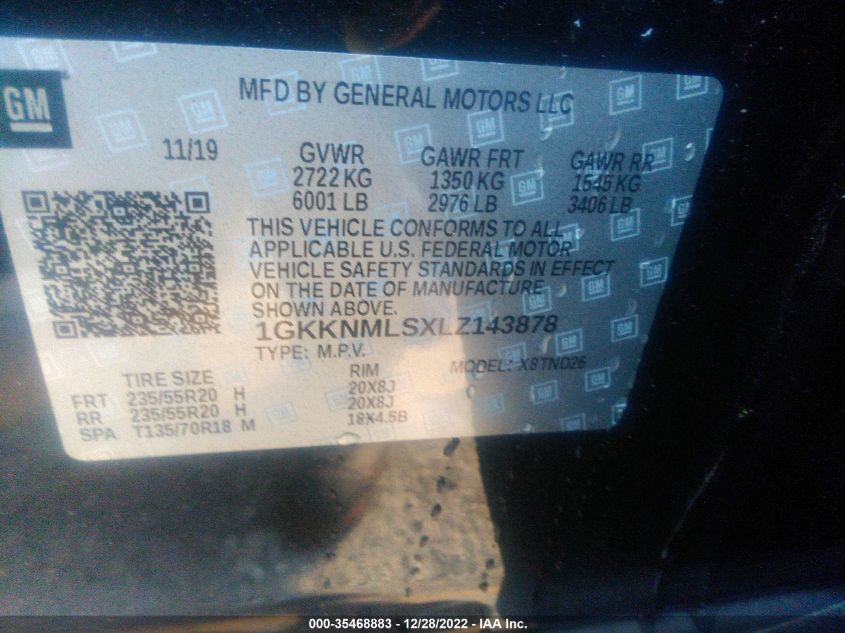 GM
MFD BY GENERAL MOTORS LLC
11/19
GVWR GAWR FRT GAWR RR
2722 KG 1350 KG 1545 KG
6001 LB 2976 LB 3406 LB
THIS VEHICLE CONFORMS TO ALL
APPLICABLE U.S. FEDERAL MOTOR
VEHICLE SAFETY STANDARDS IN EFFECT
ON THE DATE OF MANUFACTURE
SHOWN ABOVE.
1GKKNMLSXLZ143878
TYPE: M.P.V. MODEL: X8TND26
TIRE SIZE RIM
FRT 235/55R20 H 20X8J
RR 235/55R20 H 20X8J
SPA T135/70R18 M 18X4.5B
000-35468883 - 12/28/2022 - IAA Inc.